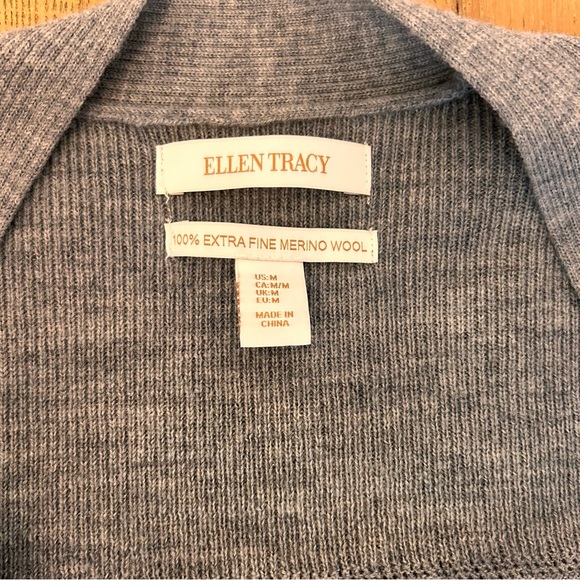 ELLEN TRACY
100% EXTRA FINE MERINO WOOL
US:M
CA:M/M
UK:M
EU:M
MADE IN
CHINA